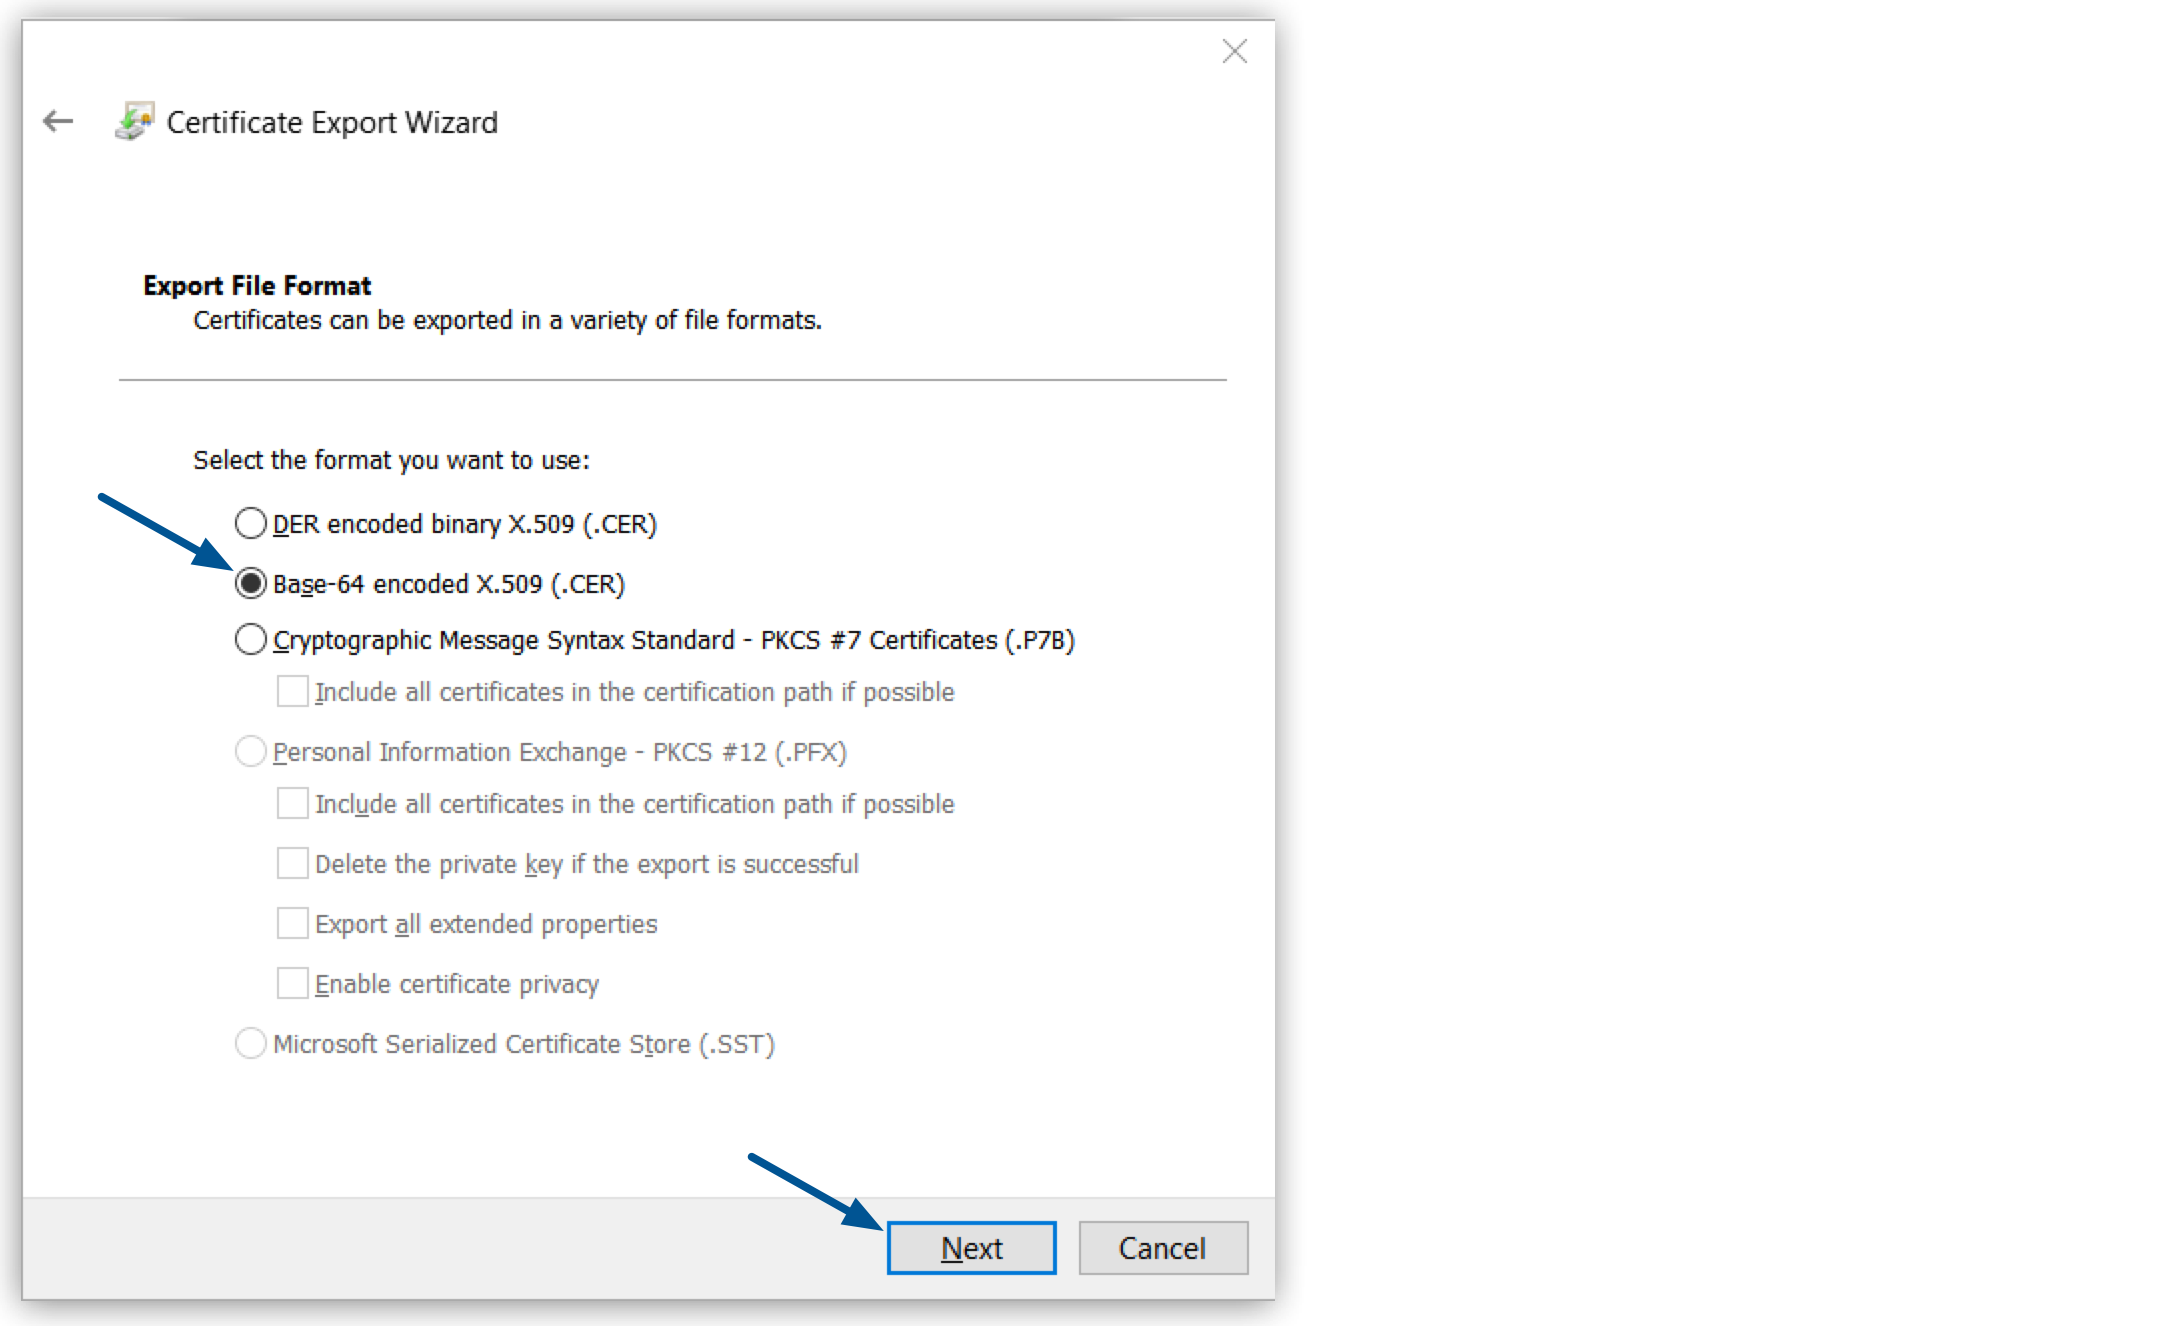 Certificate Export Wizard
Export File Format
Certificates can be exported in a variety of file formats.
Select the format you want to use:
DER encoded binary X.509 (.CER)
Base-64 encoded X.509 (.CER)
Cryptographic Message Syntax Standard - PKCS #7 Certificates (.P7B)
Include all certificates in the certification path if possible
Personal Information Exchange - PKCS #12 (.PFX)
Include all certificates in the certification path if possible
Delete the private key if the export is successful
Export all extended properties
Enable certificate privacy
Microsoft Serialized Certificate Store (.SST)
Next
Cancel